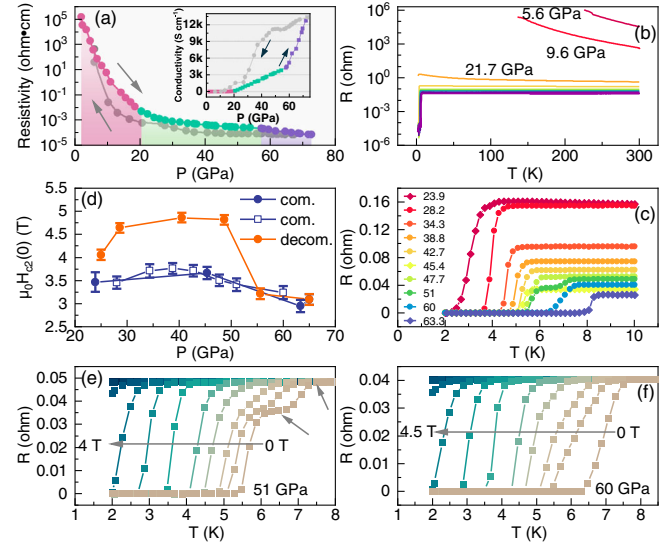 (a)
10^5
10^3
10^1
10^-1
10^-3
10^-5
Resistivity (ohm•cm)
0 20 40 60 80
P (GPa)
12k
9k
6k
3k
0
Conductivity (S cm^-1)
0 20 40 60
P (GPa)
(b)
10^6
10^4
10^2
10^0
10^-2
10^-6
R (ohm)
5.6 GPa
9.6 GPa
21.7 GPa
0 100 200 300
T (K)
(d)
5.5
5
4.5
4
3.5
3
2.5
μ0Hc2(0) (T)
com.
com.
decom.
20 30 40 50 60 70
P (GPa)
(c)
0.16
0.12
0.08
0.04
0.00
R (ohm)
23.9
28.2
34.3
38.8
42.7
45.4
47.7
51
60
63.3
0 2 4 6 8 10
T (K)
(e)
0.05
0.04
0.03
0.02
0.01
0
R (ohm)
4 T
0 T
51 GPa
1 2 3 4 5 6 7 8
T (K)
(f)
0.04
0.03
0.02
0.01
0
R (ohm)
4.5 T
0 T
60 GPa
1 2 3 4 5 6 7 8
T (K)